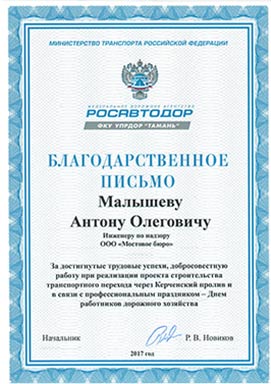 МИНИСТЕРСТВО ТРАНСПОРТА РОССИЙСКОЙ ФЕДЕРАЦИИ
ФЕДЕРАЛЬНОЕ ДОРОЖНОЕ АГЕНТСТВО
РОСАВТОДОР
ФКУ УПРДОР "ТАМАНЬ"
БЛАГОДАРСТВЕННОЕ
ПИСЬМО
Малышеву
Антону Олеговичу
Инженеру по надзору
ООО «Мостовое бюро»
За достигнутые трудовые успехи, добросовестную
работу при реализации проекта строительства
транспортного перехода через Керченский пролив и
в связи с профессиональным праздником – Днем
работников дорожного хозяйства
Начальник Р. В. Новиков
2017 год